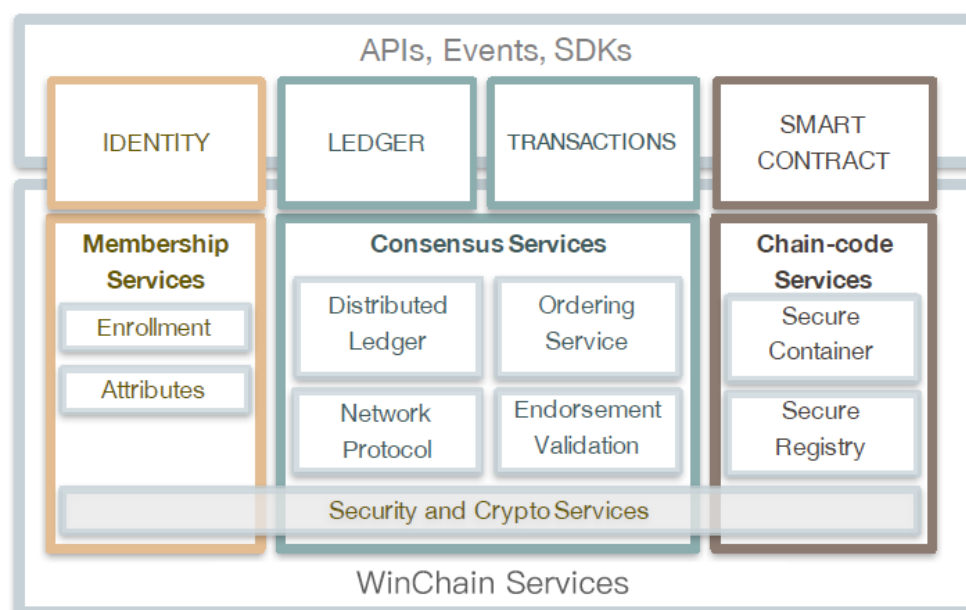 APIs, Events, SDKs
IDENTITY
LEDGER
TRANSACTIONS
SMART
CONTRACT
Membership
Services
Enrollment
Attributes
Consensus Services
Distributed
Ledger
Ordering
Service
Network
Protocol
Endorsement
Validation
Chain-code
Services
Secure
Container
Secure
Registry
Security and Crypto Services
WinChain Services